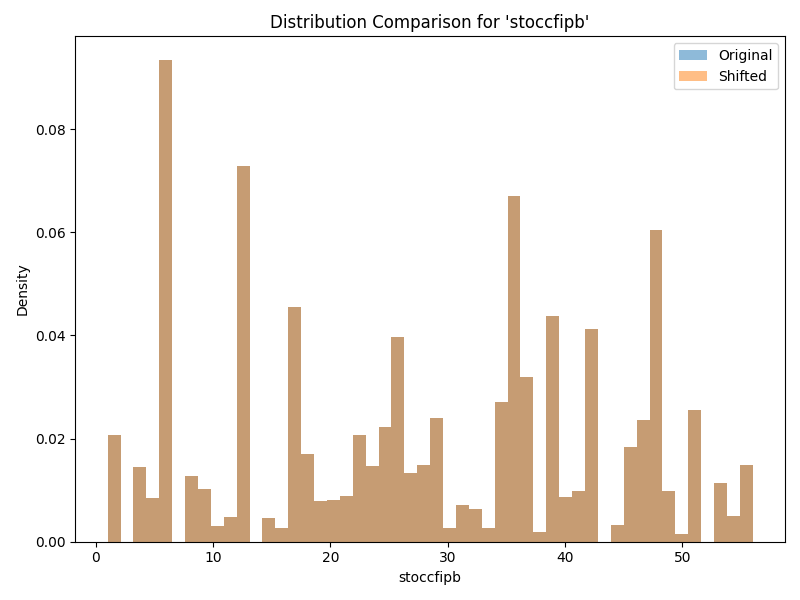 Distribution Comparison for 'stoccfipb'
Original
Shifted
Density
0.08
0.06
0.04
0.02
0.00
0 10 20 30 40 50
stoccfipb